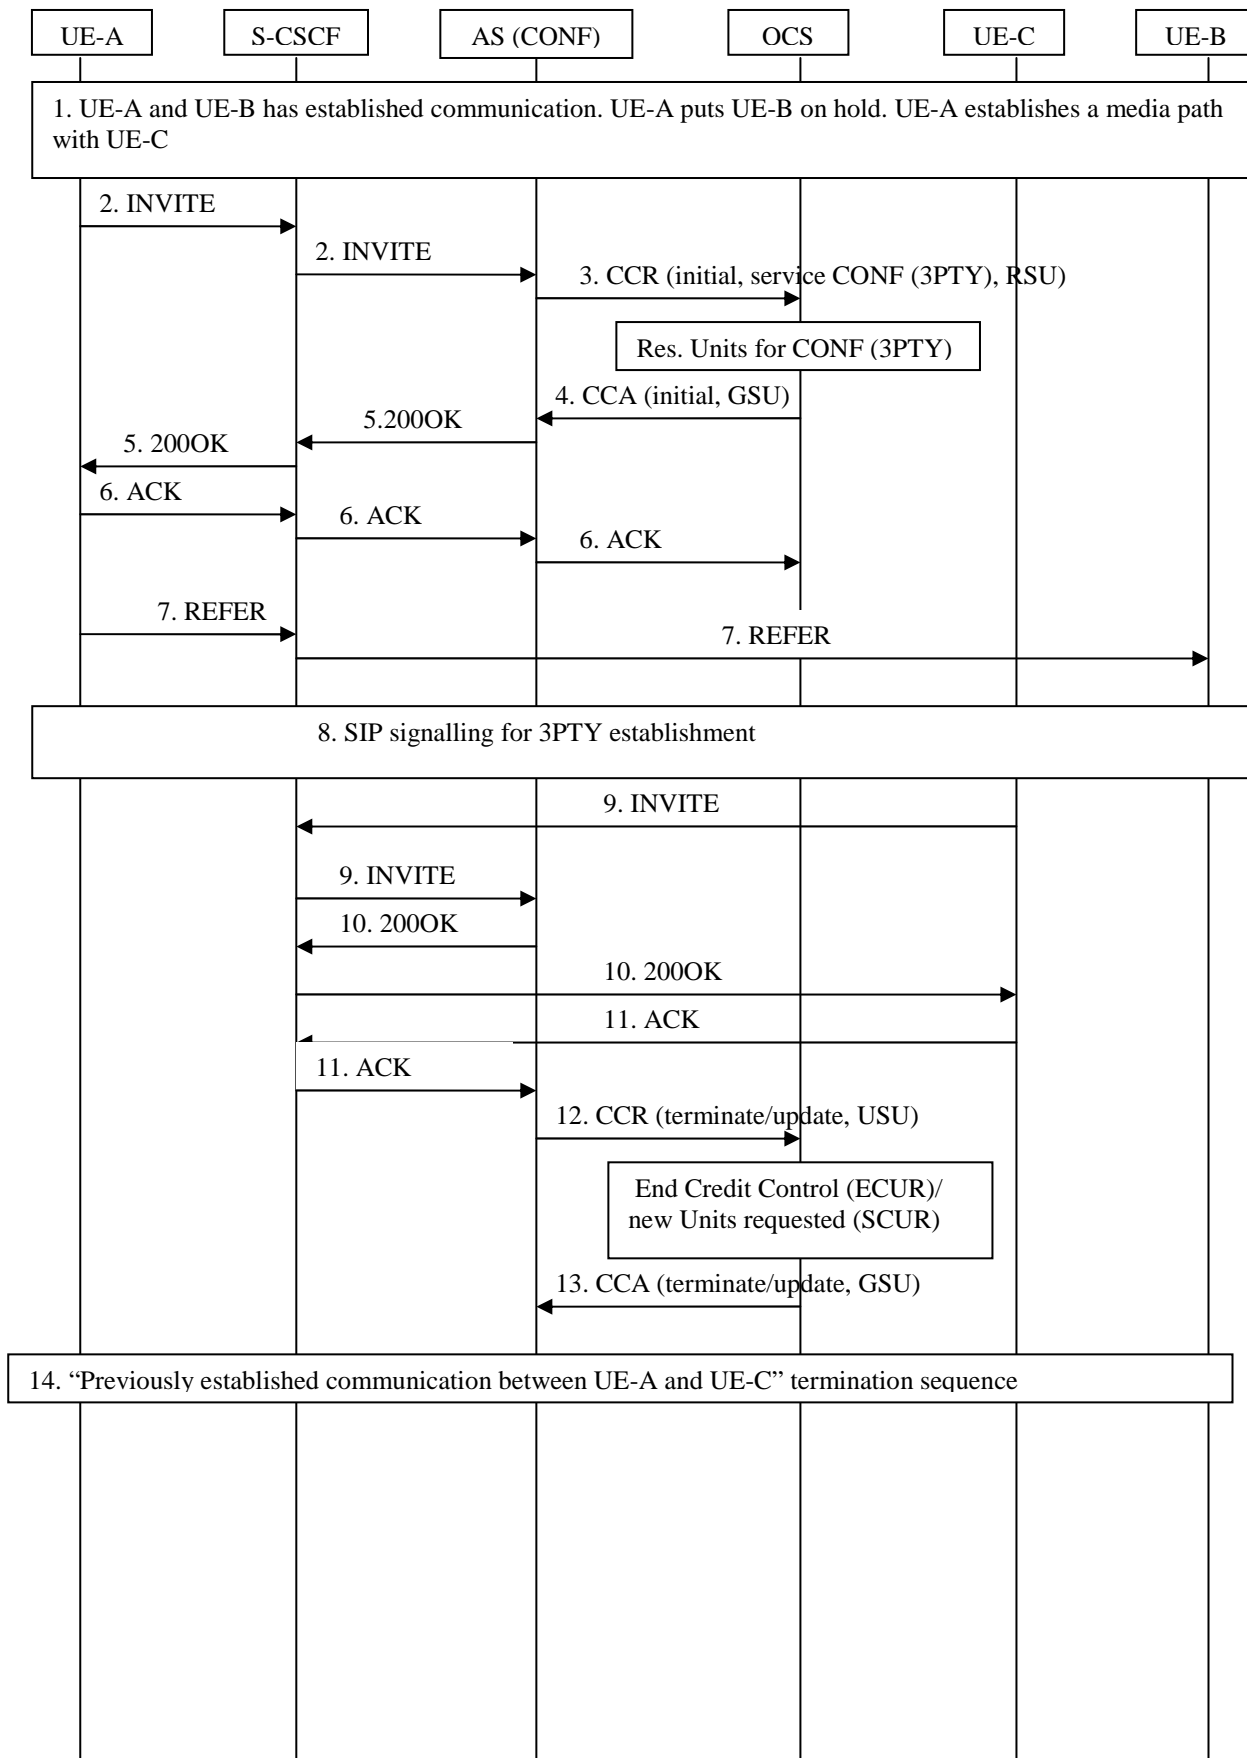 UE-A
S-CSCF
AS (CONF)
OCS
UE-C
UE-B
1. UE-A and UE-B has established communication. UE-A puts UE-B on hold. UE-A establishes a media path
with UE-C
2. INVITE
2. INVITE
3. CCR (initial, service CONF (3PTY), RSU)
Res. Units for CONF (3PTY)
4. CCA (initial, GSU)
5.200OK
5. 200OK
6. ACK
6. ACK
6. ACK
7. REFER
7. REFER
8. SIP signalling for 3PTY establishment
9. INVITE
9. INVITE
10. 200OK
10. 200OK
11. ACK
11. ACK
12. CCR (terminate/update, USU)
End Credit Control (ECUR)/
new Units requested (SCUR)
13. CCA (terminate/update, GSU)
14. “Previously established communication between UE-A and UE-C” termination sequence